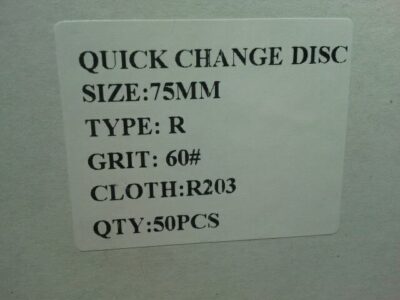 QUICK CHANGE DISC
SIZE:75MM
TYPE: R
GRIT: 60#
CLOTH:R203
QTY:50PCS